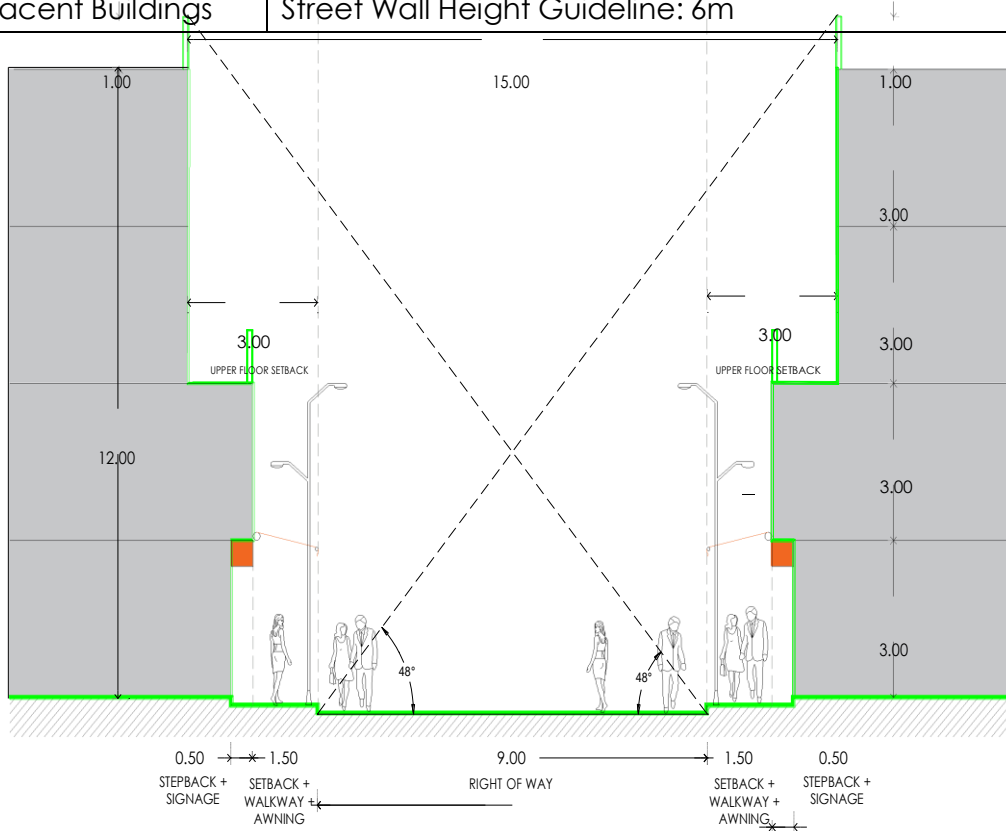 acent Buildings
Street Wall Height Guideline: 6m
1.00
15.00
1.00
3.00
3.00
3.00
3.00
UPPER FLOOR SETBACK
UPPER FLOOR SETBACK
12.00
3.00
3.00
48°
48°
0.50
1.50
9.00
1.50
0.50
STEPBACK +
SIGNAGE
SETBACK +
WALKWAY +
AWNING
RIGHT OF WAY
SETBACK +
WALKWAY +
AWNING
STEPBACK +
SIGNAGE